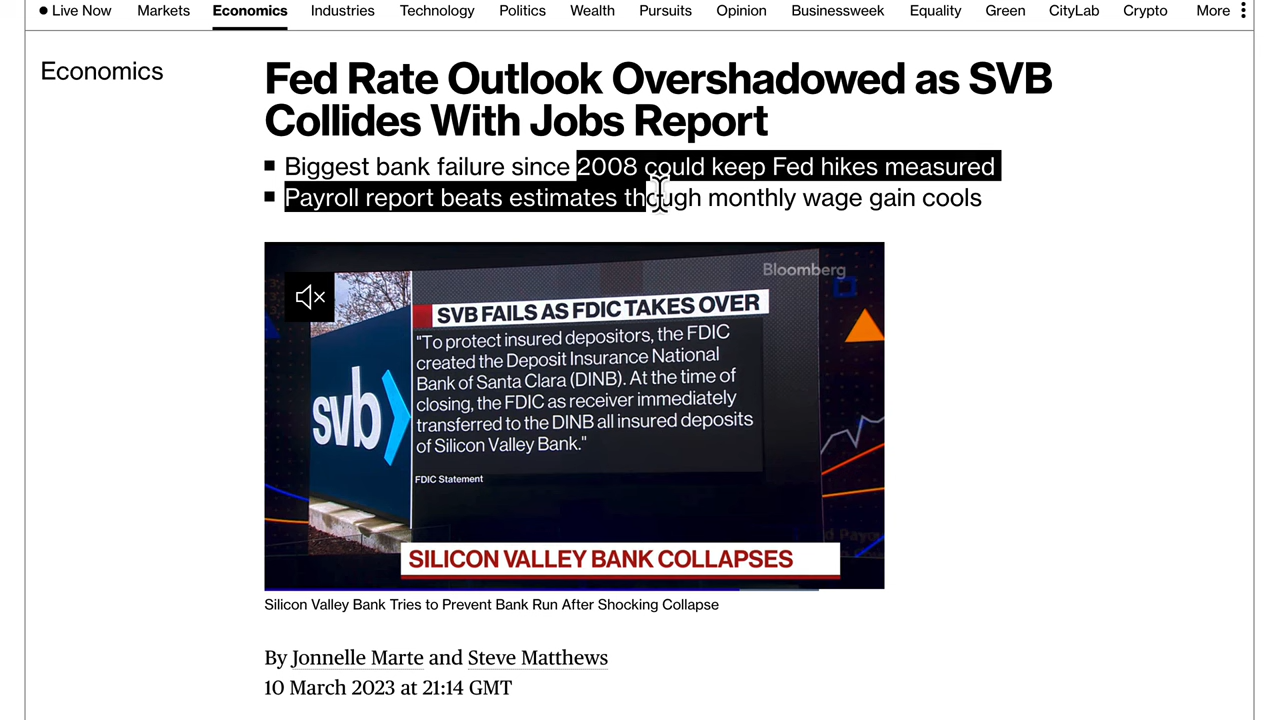 Live Now Markets Economics Industries Technology Politics Wealth Pursuits Opinion Businessweek Equality Green CityLab Crypto More
Economics
Fed Rate Outlook Overshadowed as SVB
Collides With Jobs Report
Biggest bank failure since 2008 could keep Fed hikes measured
Payroll report beats estimates though monthly wage gain cools
Bloomberg
SVB FAILS AS FDIC TAKES OVER
"To protect insured depositors, the FDIC
created the Deposit Insurance National
Bank of Santa Clara (DINB). At the time of
closing, the FDIC as receiver immediately
transferred to the DINB all insured deposits
of Silicon Valley Bank."
svb
FDIC Statement
SILICON VALLEY BANK COLLAPSES
Silicon Valley Bank Tries to Prevent Bank Run After Shocking Collapse
By Jonnelle Marte and Steve Matthews
10 March 2023 at 21:14 GMT